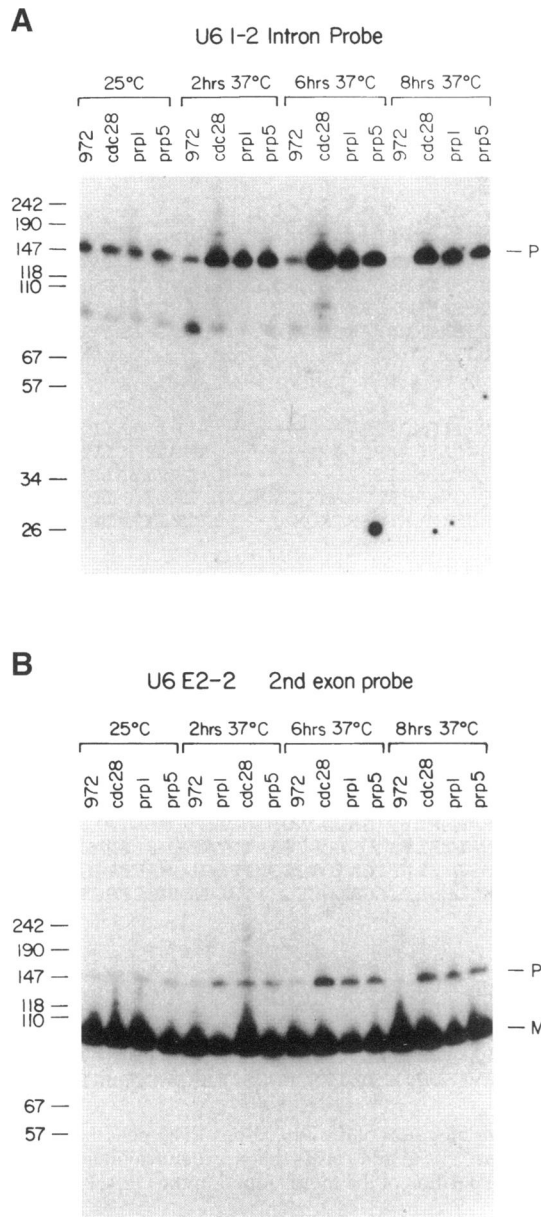 A
U6 I-2 Intron Probe
25°C 2hrs 37°C 6hrs 37°C 8hrs 37°C
972 cdc28 prp1 prp5 972 cdc28 prp1 prp5 972 cdc28 prp1 prp5 972 cdc28 prp1 prp5
242
190
147
P
118
110
67
57
34
26
B
U6 E2-2 2nd exon probe
25°C 2hrs 37°C 6hrs 37°C 8hrs 37°C
972 cdc28 prp1 prp5 972 prp1 cdc28 prp5 972 cdc28 prp1 prp5 972 cdc28 prp1 prp5
242
190
147
P
118
110
M
67
57